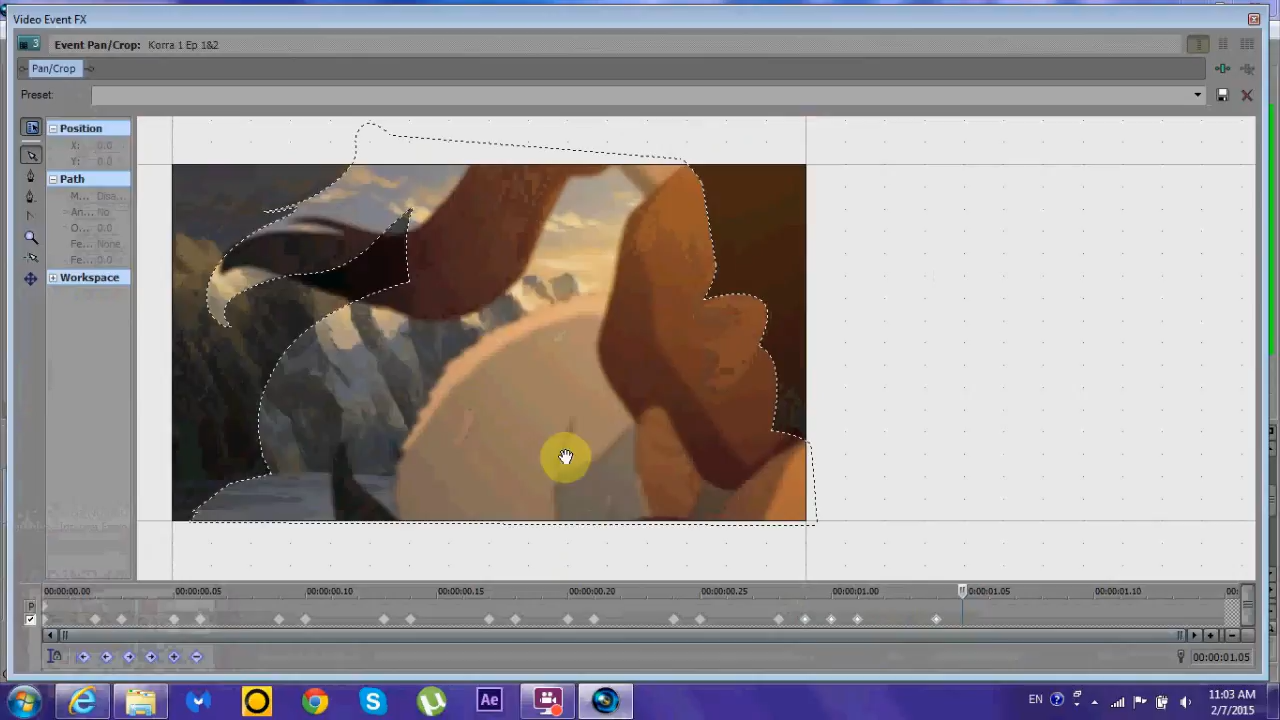 Video Event FX
3
Event Pan/Crop: Korra 1 Ep 1&2
Pan/Crop
Preset:
Position
X: 0.0
Y: 0.0
Path
M... Disa...
An... No
O... 0.0
Fe... None
Fe... 0.0
Workspace
00:00:00.00 00:00:00.05 00:00:00.10 00:00:00.15 00:00:00.20 00:00:00.25 00:00:01.00 00:00:01.05 00:00:01.10 00:
P
00:00:01.05
Ae
EN
11:03 AM
2/7/2015